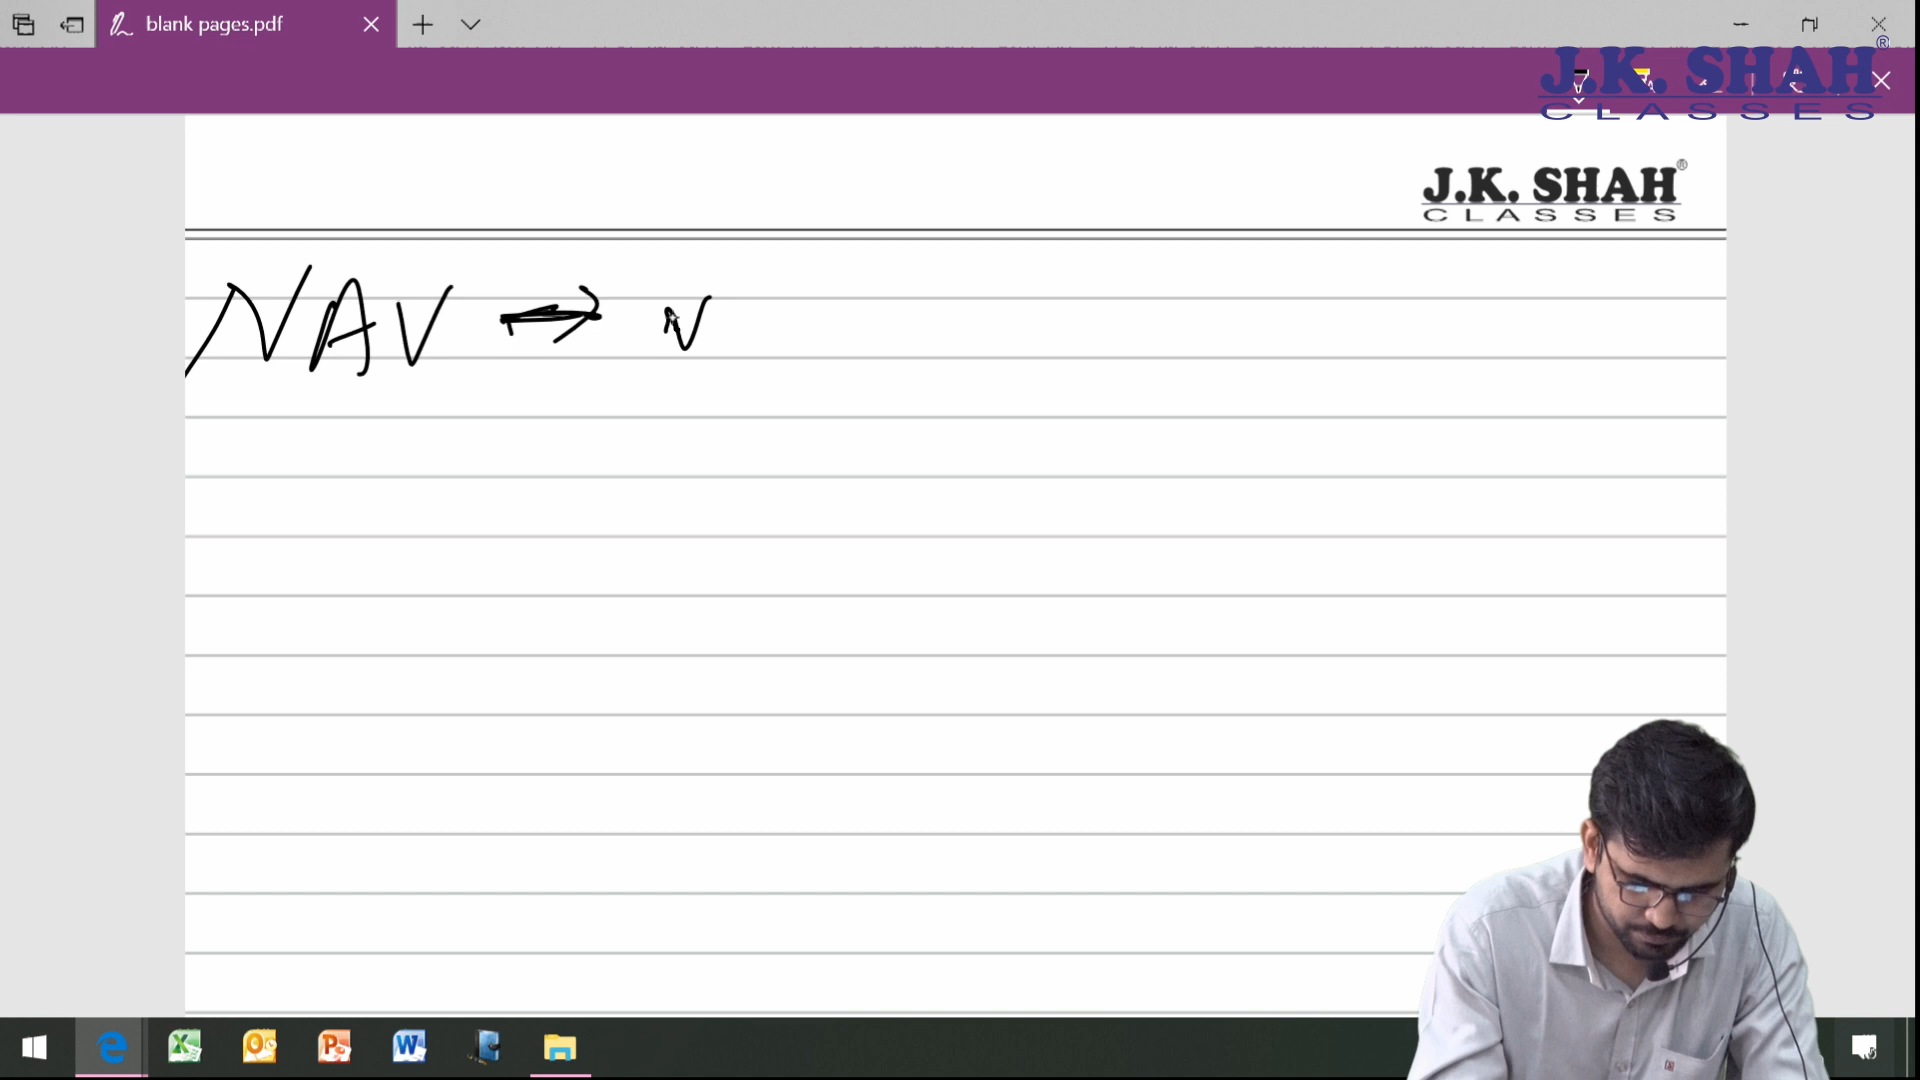 blank pages.pdf
J.K. SHAH®
CLASSES
J.K. SHAH®
CLASSES
NAV → N